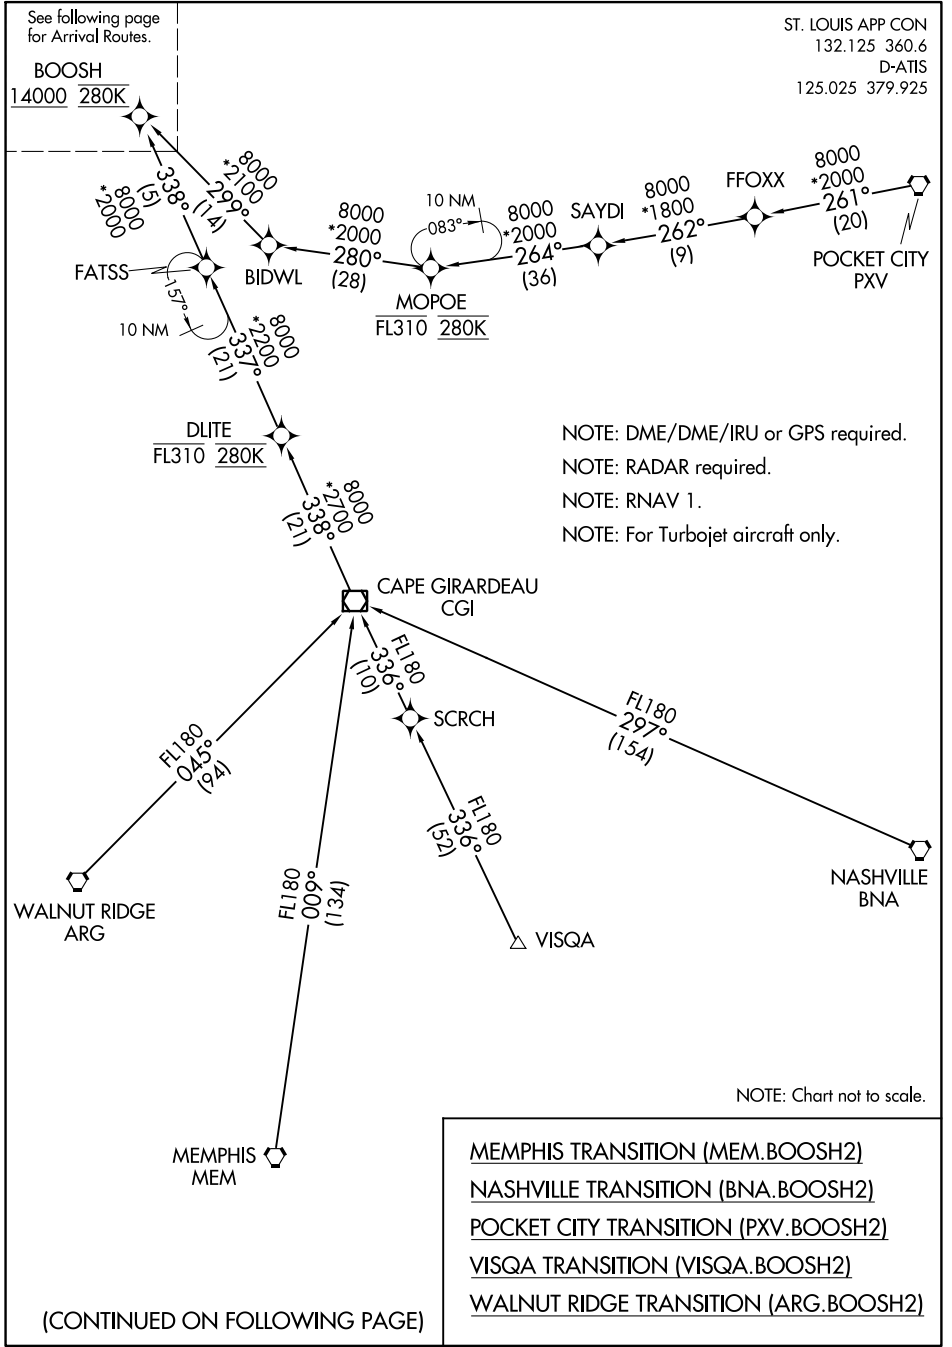 See following page
for Arrival Routes.
ST. LOUIS APP CON
132.125 360.6
D-ATIS
125.025 379.925
BOOSH
14000 280K
8000
*2000
338°
(5)
8000
*2100
299°
(14)
FATSS
157°
10 NM
BIDWL
8000
*2000
280°
(28)
10 NM
083°
MOPOE
FL310 280K
8000
*2000
264°
(36)
SAYDI
8000
*1800
262°
(9)
FFOXX
8000
*2000
261°
(20)
POCKET CITY
PXV
8000
*2200
337°
(21)
DLITE
FL310 280K
8000
*2700
338°
(21)
NOTE: DME/DME/IRU or GPS required.
NOTE: RADAR required.
NOTE: RNAV 1.
NOTE: For Turbojet aircraft only.
CAPE GIRARDEAU
CGI
FL180
336°
(10)
SCRCH
FL180
297°
(154)
FL180
045°
(94)
FL180
336°
(52)
FL180
009°
(134)
NASHVILLE
BNA
WALNUT RIDGE
ARG
VISQA
NOTE: Chart not to scale.
MEMPHIS
MEM
MEMPHIS TRANSITION (MEM.BOOSH2)
NASHVILLE TRANSITION (BNA.BOOSH2)
POCKET CITY TRANSITION (PXV.BOOSH2)
VISQA TRANSITION (VISQA.BOOSH2)
WALNUT RIDGE TRANSITION (ARG.BOOSH2)
(CONTINUED ON FOLLOWING PAGE)